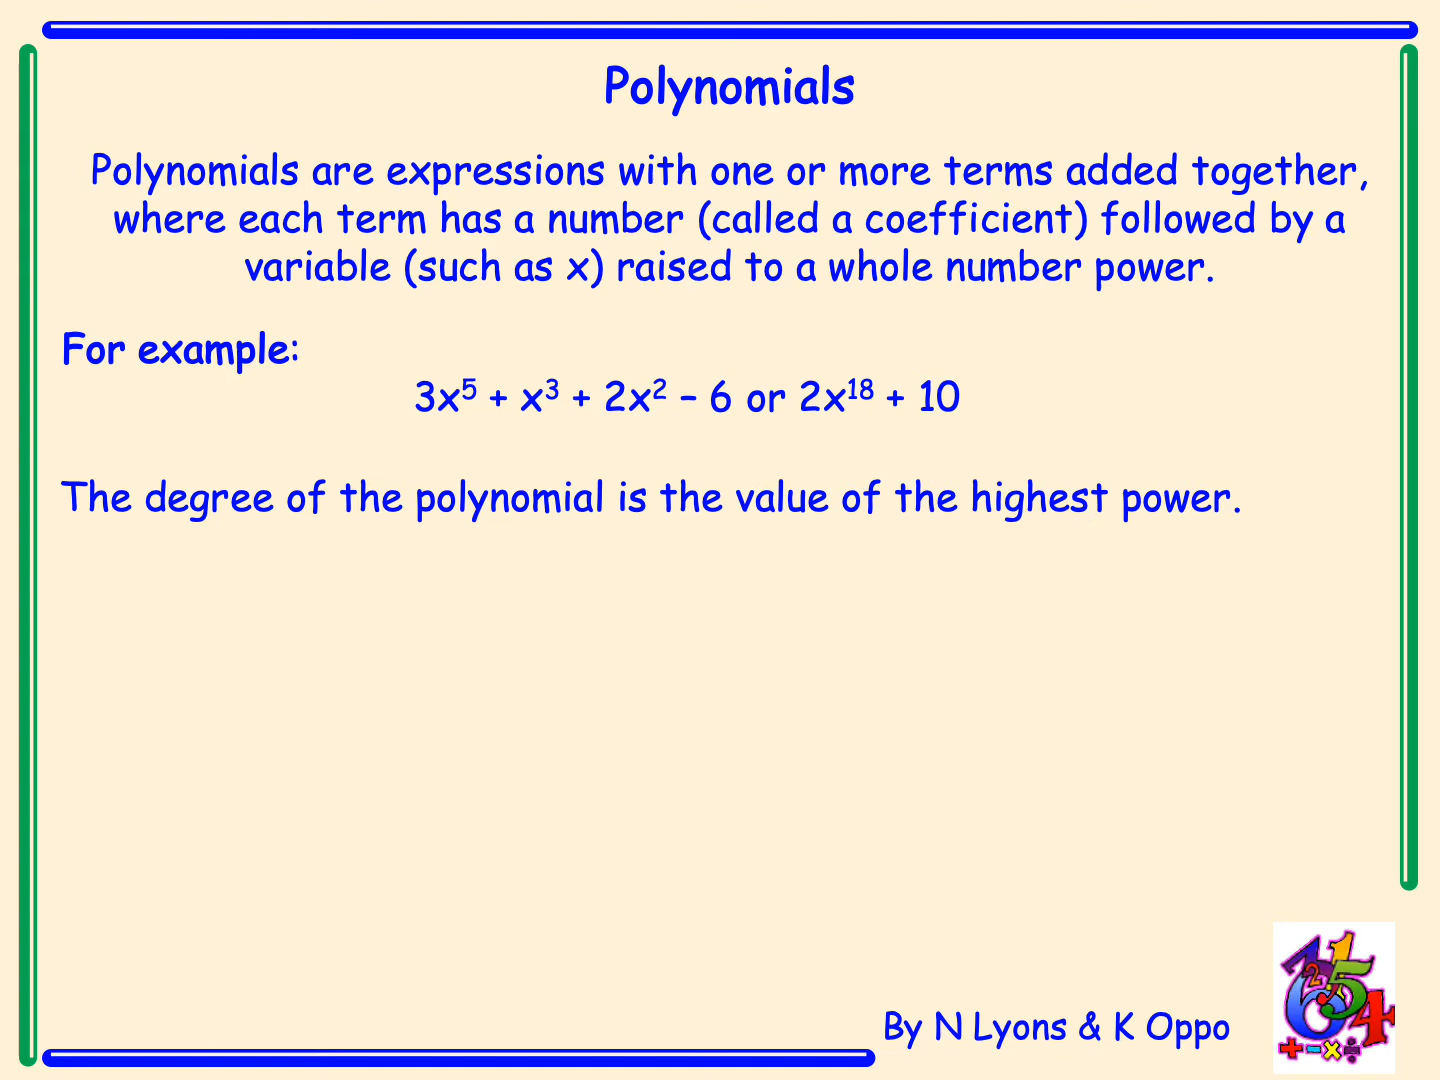 Polynomials
Polynomials are expressions with one or more terms added together,
where each term has a number (called a coefficient) followed by a
variable (such as x) raised to a whole number power.
For example:
3x⁵ + x³ + 2x² – 6 or 2x¹⁸ + 10
The degree of the polynomial is the value of the highest power.
By N Lyons & K Oppo